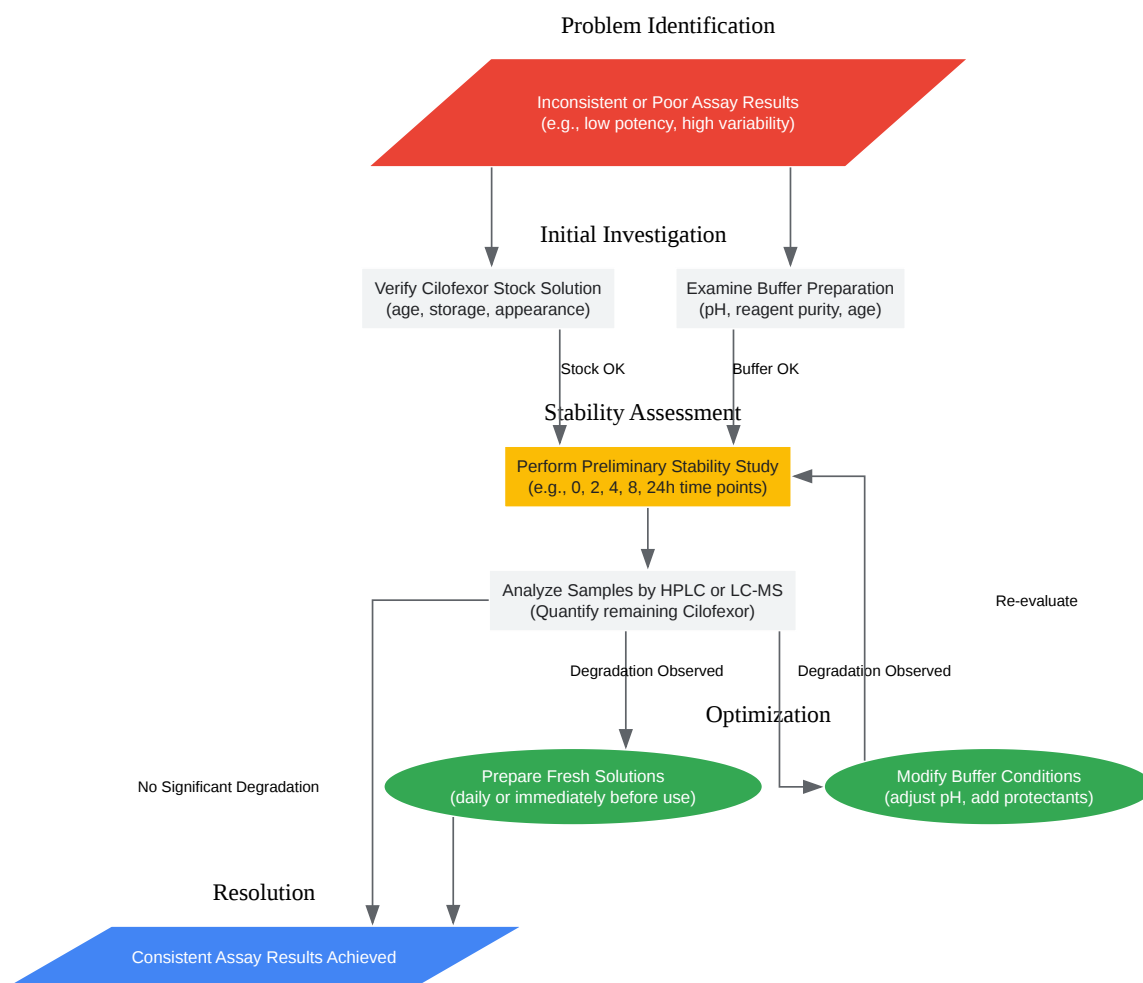 Problem Identification
Inconsistent or Poor Assay Results
(e.g., low potency, high variability)
Initial Investigation
Verify Cilofexor Stock Solution
(age, storage, appearance)
Examine Buffer Preparation
(pH, reagent purity, age)
Stock OK
Buffer OK
Stability Assessment
Perform Preliminary Stability Study
(e.g., 0, 2, 4, 8, 24h time points)
Analyze Samples by HPLC or LC-MS
(Quantify remaining Cilofexor)
Re-evaluate
Degradation Observed
Degradation Observed
Optimization
Prepare Fresh Solutions
(daily or immediately before use)
Modify Buffer Conditions
(adjust pH, add protectants)
No Significant Degradation
Resolution
Consistent Assay Results Achieved